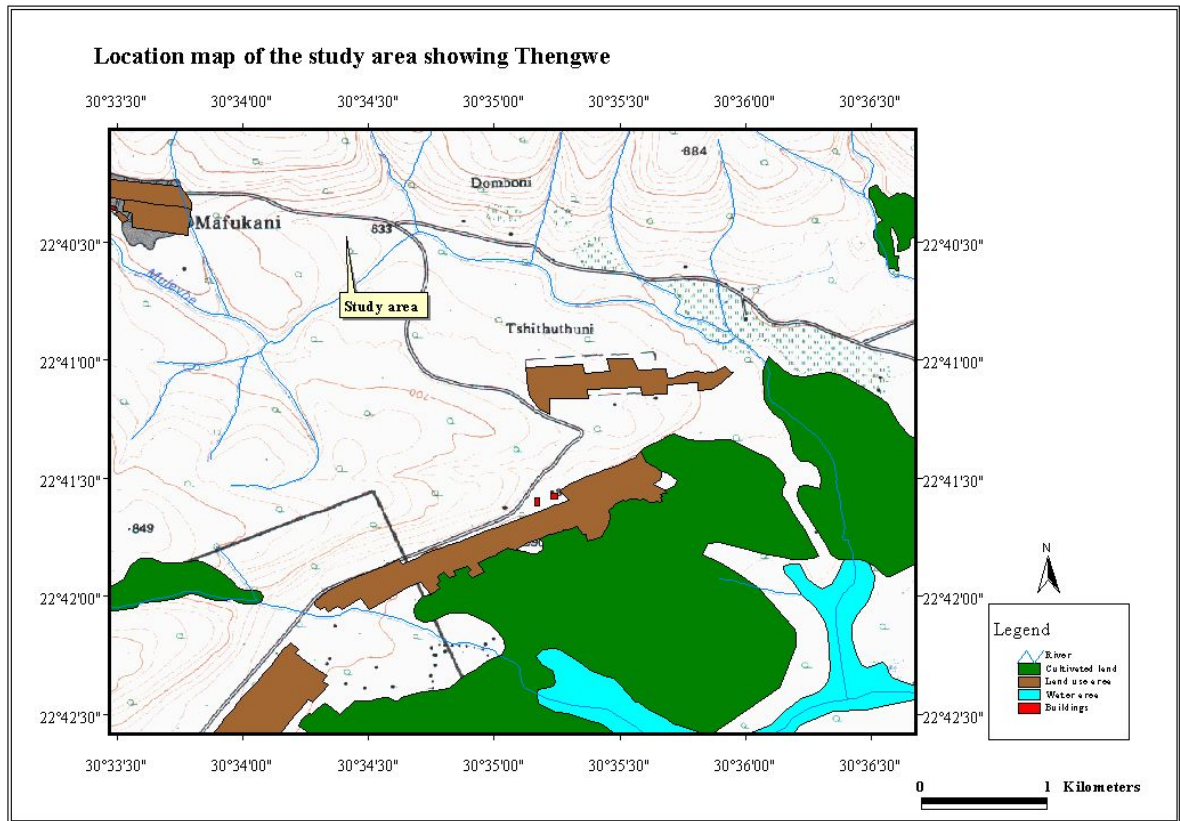 Location map of the study area showing Thengwe
30°33'30" 30°34'00" 30°34'30" 30°35'00" 30°35'30" 30°36'00" 30°36'30"
884
Domboni
Mafukani
633
22°40'30" 22°40'30"
Study area
Tshithuthuni
22°41'00" 22°41'00"
700
22°41'30" 22°41'30"
849
22°42'00" 22°42'00"
N
Legend
River
Cultivated land
Land use area
Water area
Buildings
22°42'30" 22°42'30"
30°33'30" 30°34'00" 30°34'30" 30°35'00" 30°35'30" 30°36'00" 30°36'30"
0 1 Kilometers